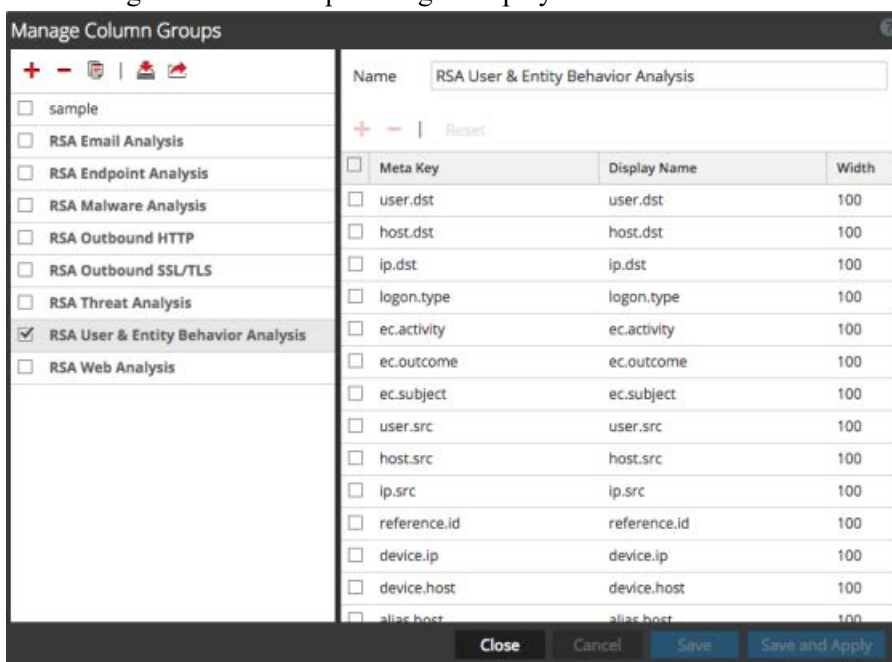 Manage Column Groups
Name RSA User & Entity Behavior Analysis
sample
RSA Email Analysis
RSA Endpoint Analysis
RSA Malware Analysis
RSA Outbound HTTP
RSA Outbound SSL/TLS
RSA Threat Analysis
RSA User & Entity Behavior Analysis
RSA Web Analysis
Reset
Meta Key Display Name Width
user.dst user.dst 100
host.dst host.dst 100
ip.dst ip.dst 100
logon.type logon.type 100
ec.activity ec.activity 100
ec.outcome ec.outcome 100
ec.subject ec.subject 100
user.src user.src 100
host.src host.src 100
ip.src ip.src 100
reference.id reference.id 100
device.ip device.ip 100
device.host device.host 100
alias.host alias.host 100
Close Cancel Save Save and Apply